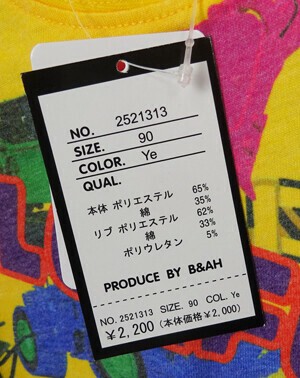 NO. 2521313
SIZE. 90
COLOR. Ye
QUAL.
本体 ポリエステル 65%
綿 35%
リブ ポリエステル 62%
綿 33%
ポリウレタン 5%
PRODUCE BY B&AH
NO. 2521313 SIZE. 90 COL. Ye
¥2,200 (本体価格¥2,000)